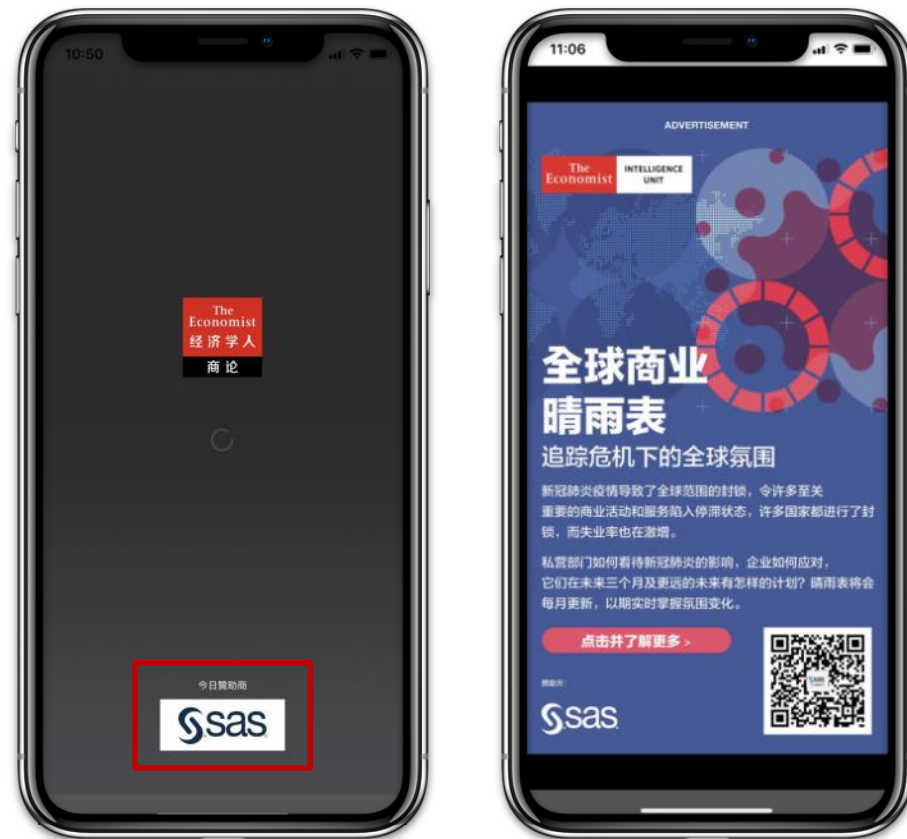 10:50
The
Economist
经济学人
商论
今日贊助商
sas
11:06
ADVERTISEMENT
The
Economist
INTELLIGENCE
UNIT
全球商业
晴雨表
追踪危机下的全球氛围
新冠肺炎疫情导致了全球范围的封锁，令许多至关
重要的商业活动和服务陷入停滞状态，许多国家都进行了封
锁，而失业率也在激增。
私营部门如何看待新冠肺炎的影响，企业如何应对，
它们在未来三个月及更远的未来有怎样的计划？晴雨表将会
每月更新，以期实时掌握氛围变化。
点击并了解更多 >
赞助方：
sas